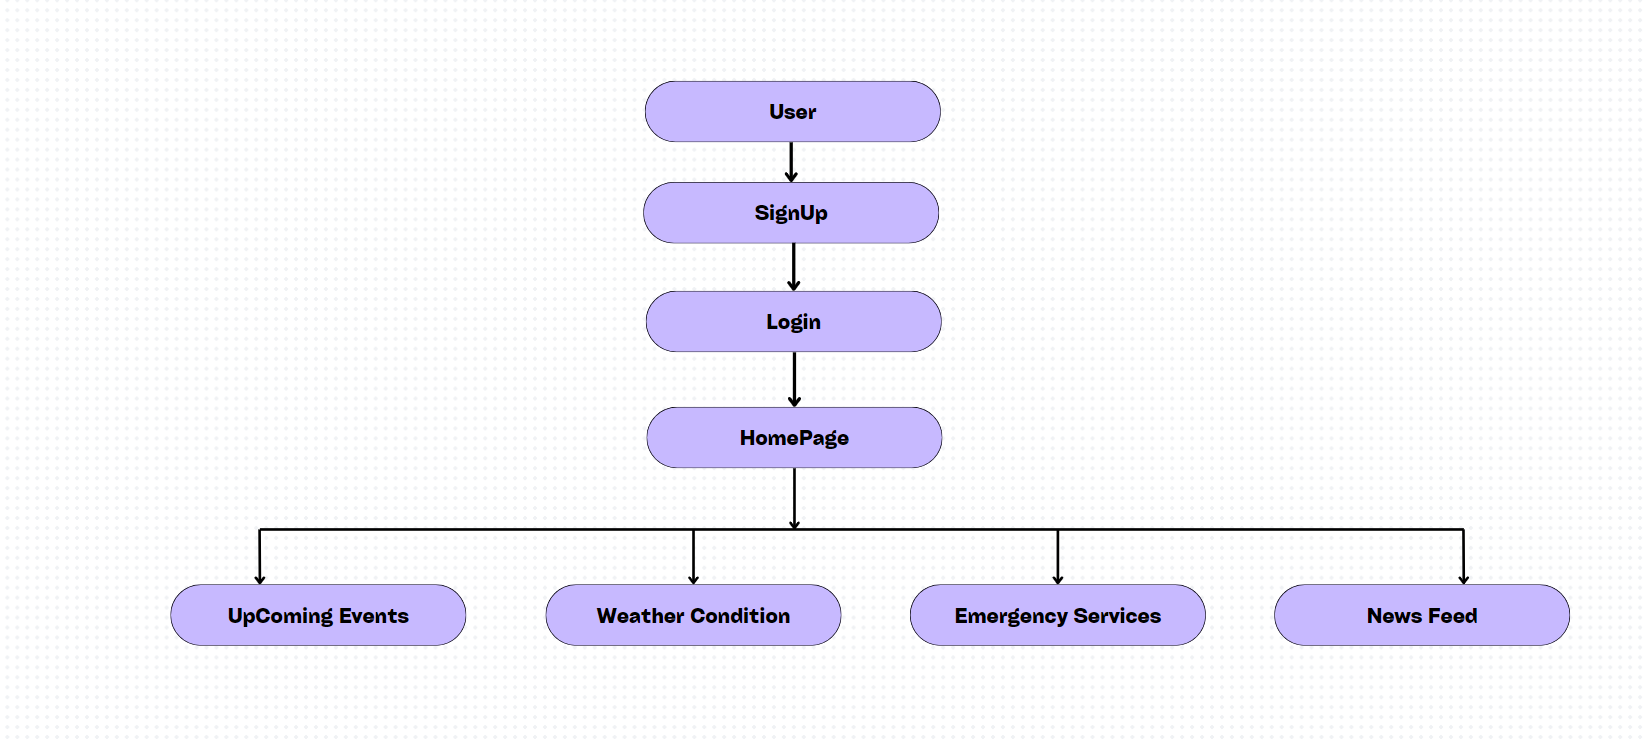 User
SignUp
Login
HomePage
UpComing Events
Weather Condition
Emergency Services
News Feed